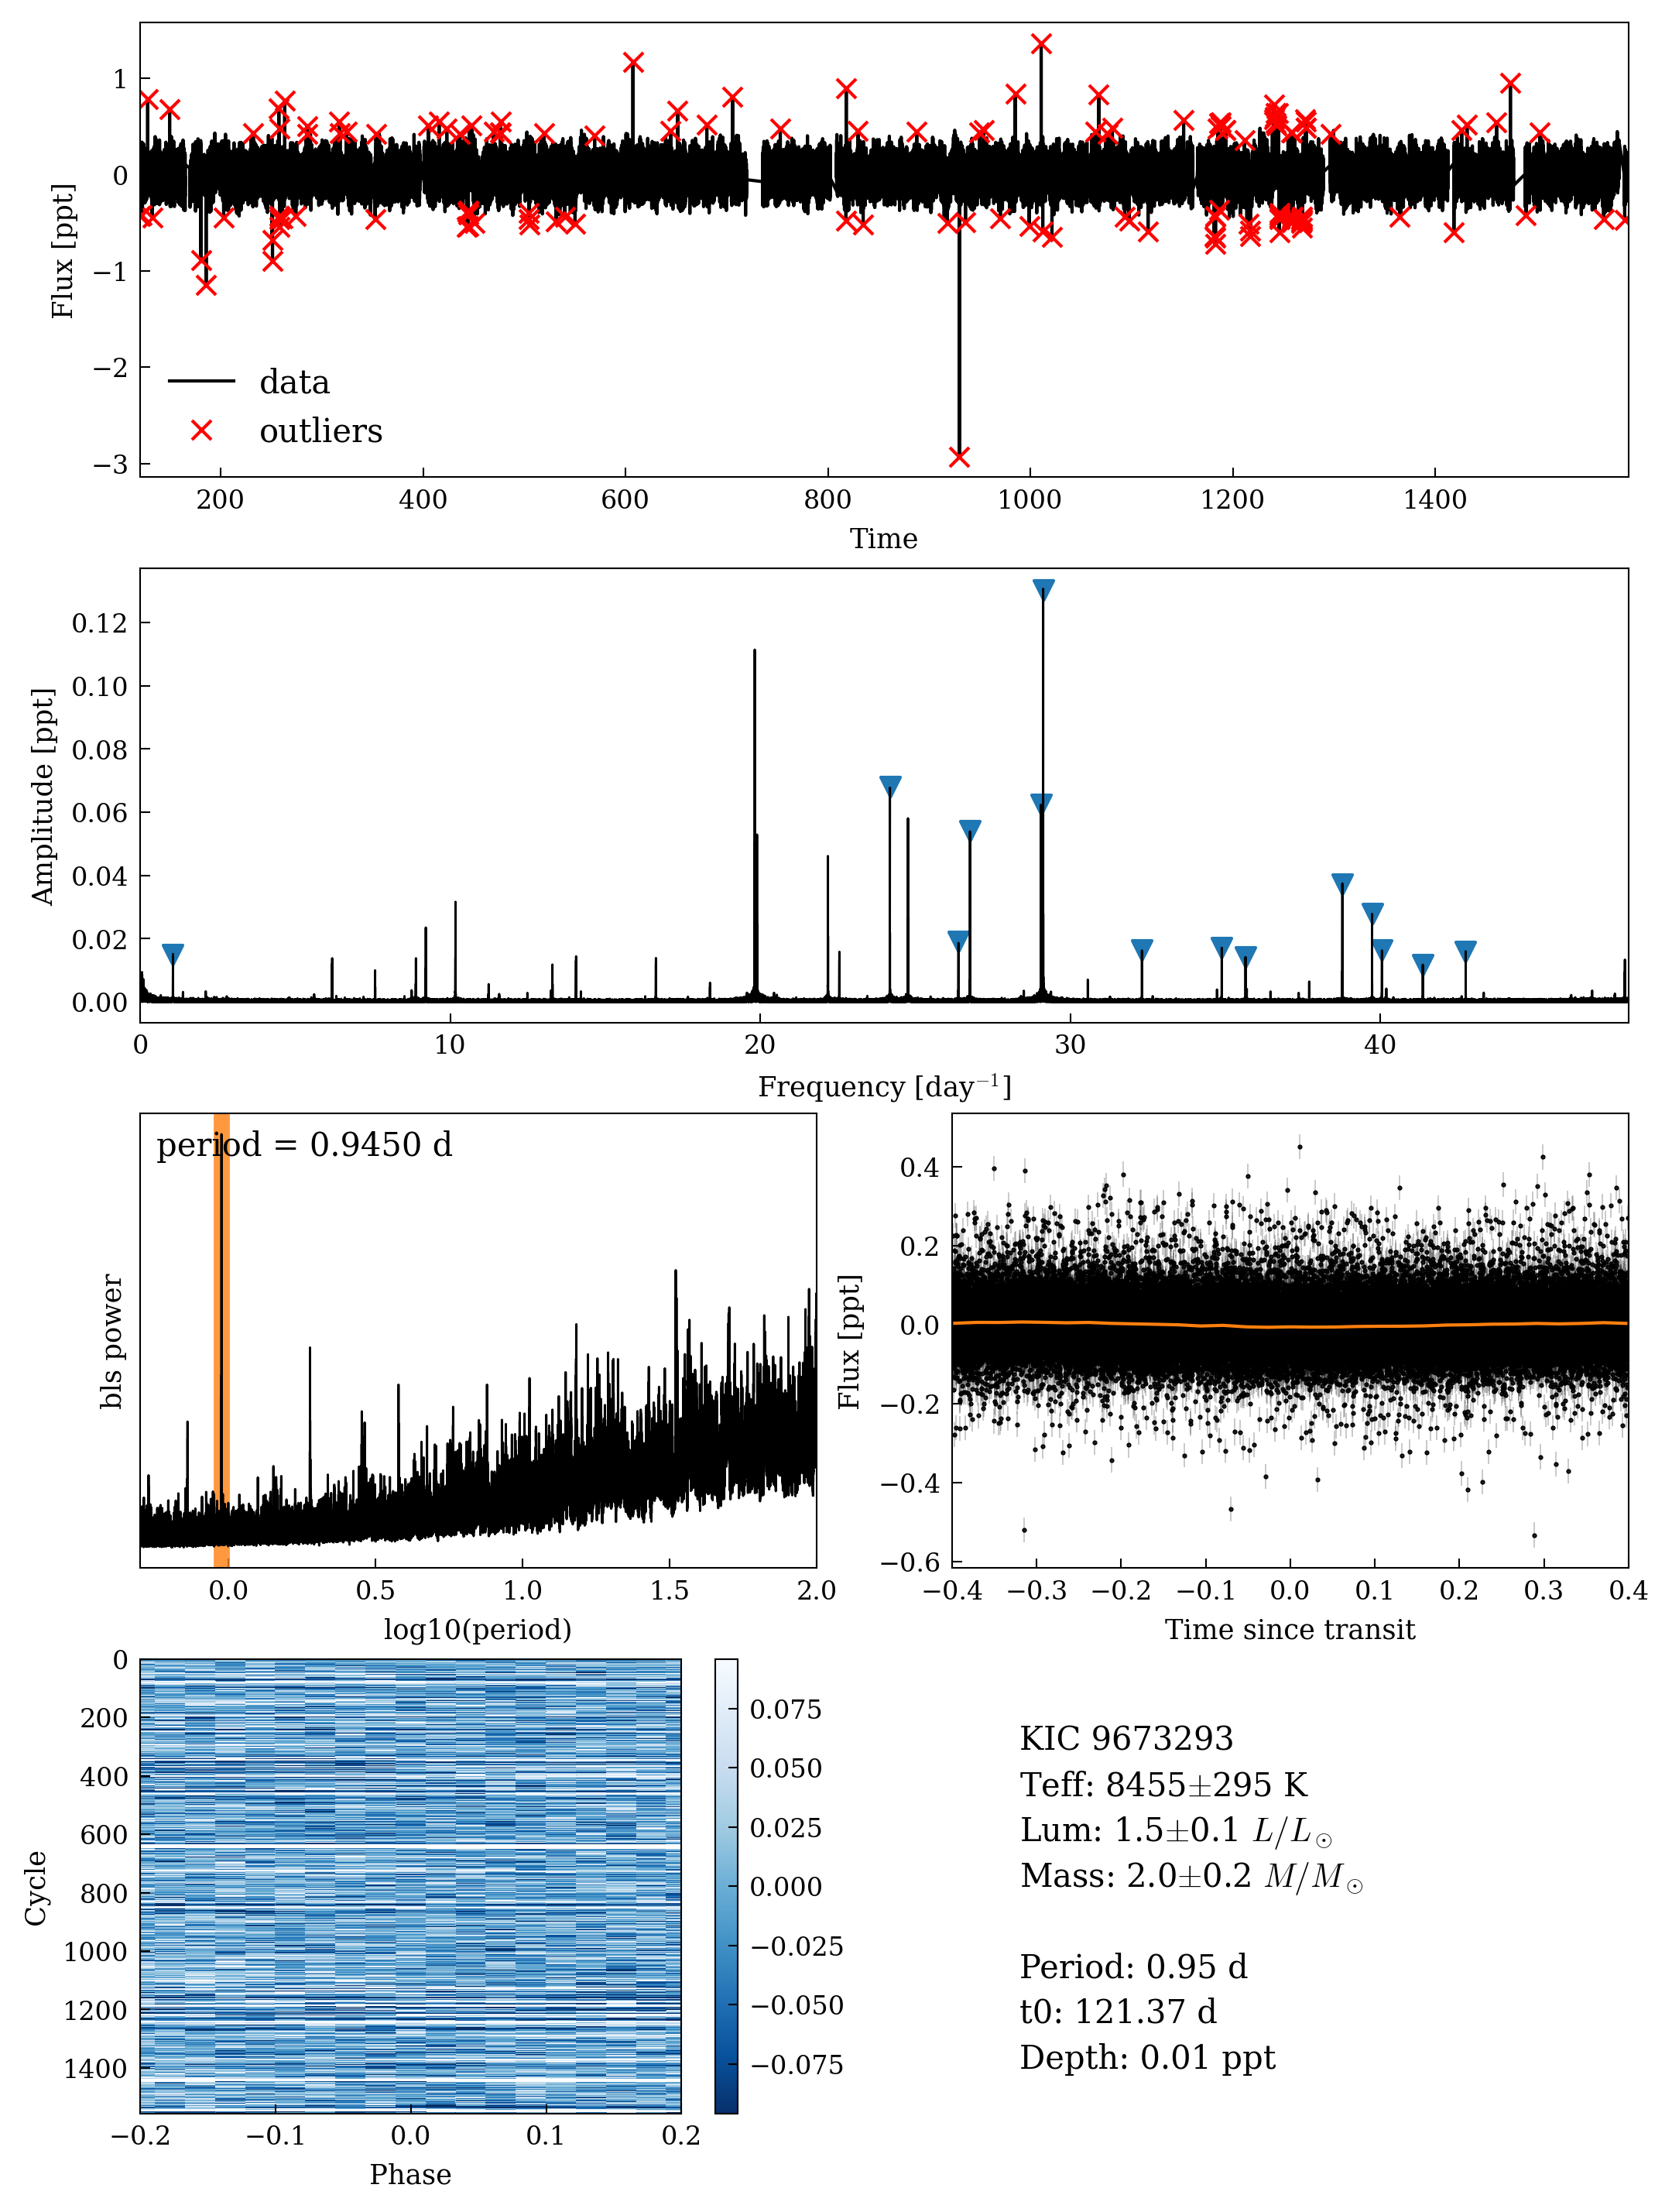 1
0
−1
−2
−3
Flux [ppt]
data
outliers
200 400 600 800 1000 1200 1400
Time
0.12
0.10
0.08
0.06
0.04
0.02
0.00
Amplitude [ppt]
0 10 20 30 40
Frequency [day⁻¹]
period = 0.9450 d
bls power
0.0 0.5 1.0 1.5 2.0
log10(period)
0.4
0.2
0.0
−0.2
−0.4
−0.6
Flux [ppt]
−0.4 −0.3 −0.2 −0.1 0.0 0.1 0.2 0.3 0.4
Time since transit
0
200
400
600
800
1000
1200
1400
Cycle
−0.2 −0.1 0.0 0.1 0.2
Phase
0.075
0.050
0.025
0.000
−0.025
−0.050
−0.075
KIC 9673293
Teff: 8455±295 K
Lum: 1.5±0.1 L/L☉
Mass: 2.0±0.2 M/M☉
Period: 0.95 d
t0: 121.37 d
Depth: 0.01 ppt